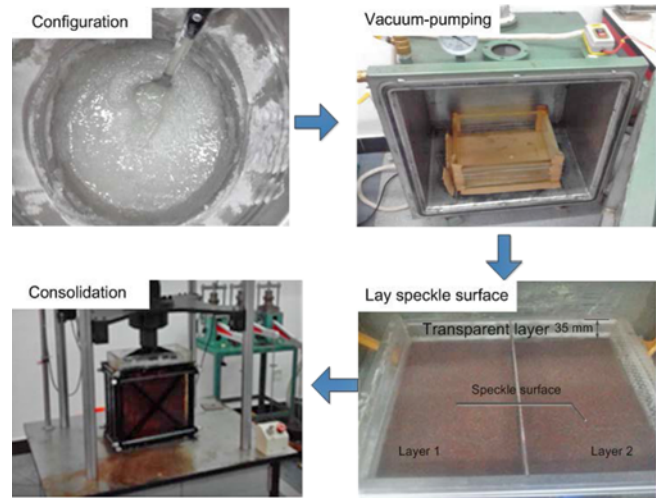 Configuration
Vacuum-pumping
Lay speckle surface
Transparent layer 35 mm
Speckle surface
Layer 1
Layer 2
Consolidation